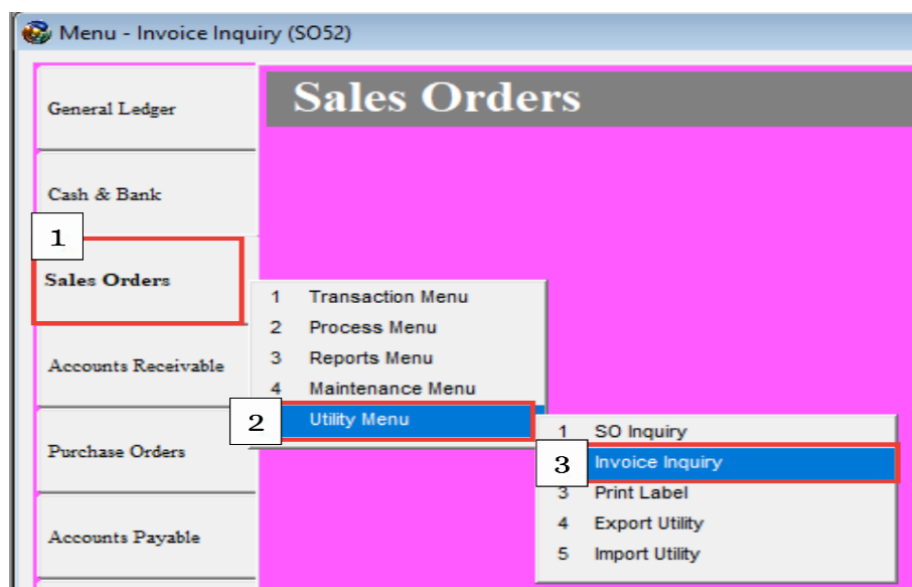 Menu - Invoice Inquiry (SO52)
Sales Orders
General Ledger
Cash & Bank
1
Sales Orders
Accounts Receivable
Purchase Orders
Accounts Payable
1 Transaction Menu
2 Process Menu
3 Reports Menu
4 Maintenance Menu
2 Utility Menu
1 SO Inquiry
3 Invoice Inquiry
3 Print Label
4 Export Utility
5 Import Utility